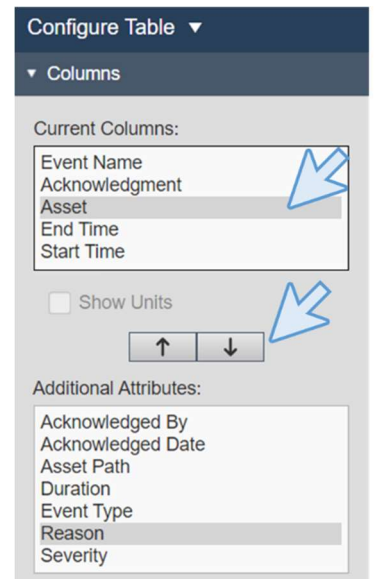 Configure Table ▼
▼ Columns
Current Columns:
Event Name
Acknowledgment
Asset
End Time
Start Time
Show Units
↑ ↓
Additional Attributes:
Acknowledged By
Acknowledged Date
Asset Path
Duration
Event Type
Reason
Severity